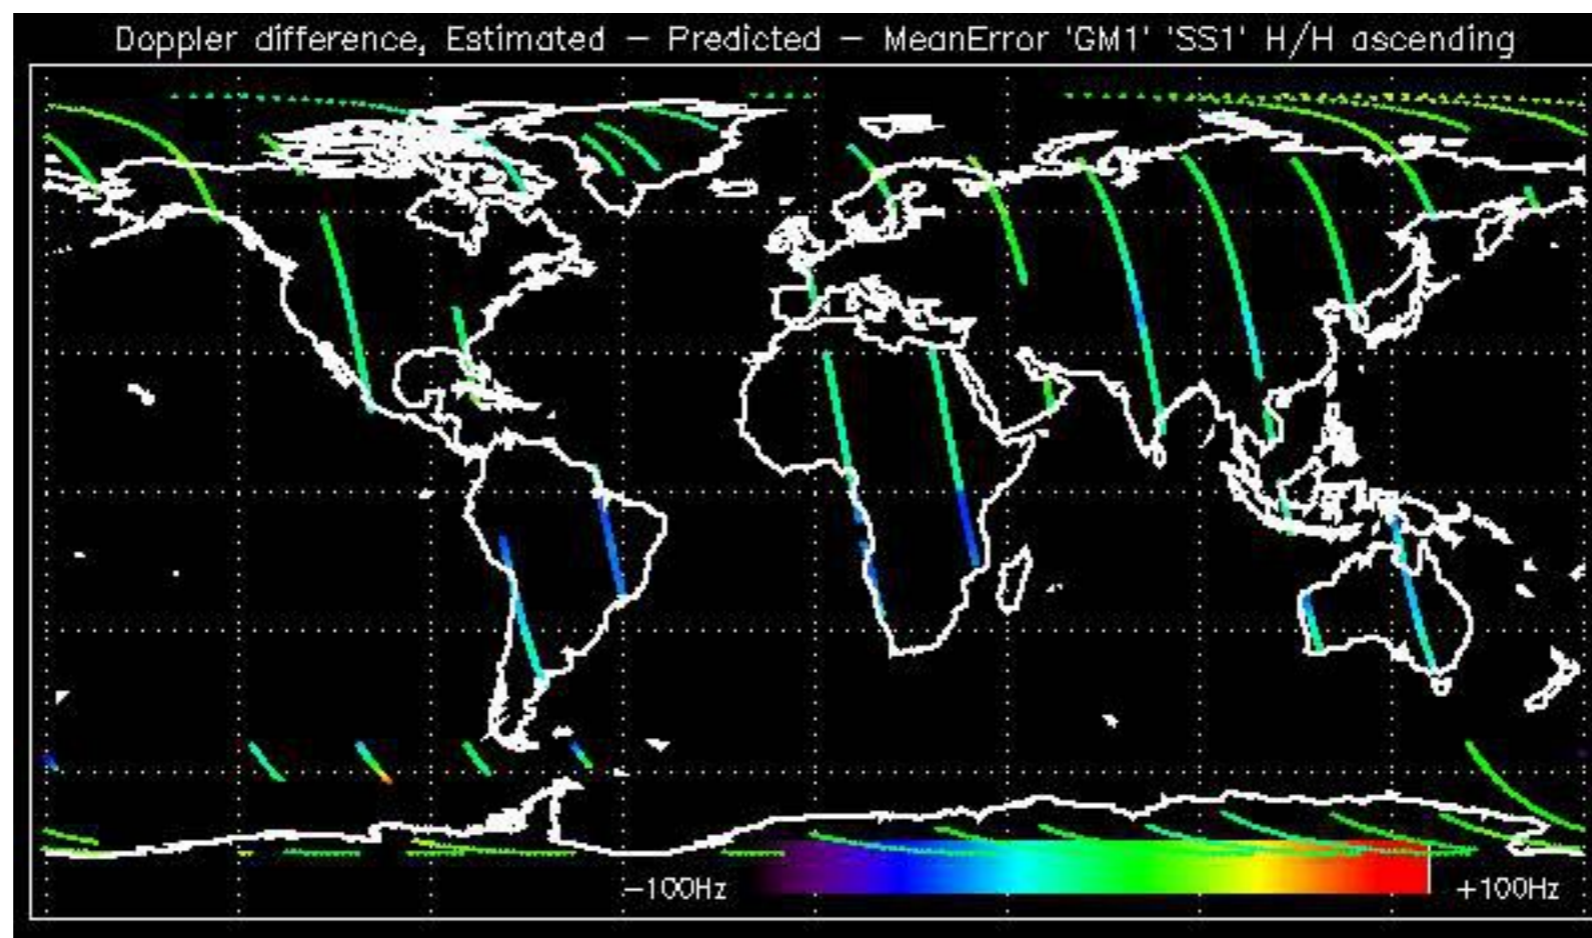 Doppler difference, Estimated – Predicted – MeanError 'GM1' 'SS1' H/H ascending
–100Hz
+100Hz